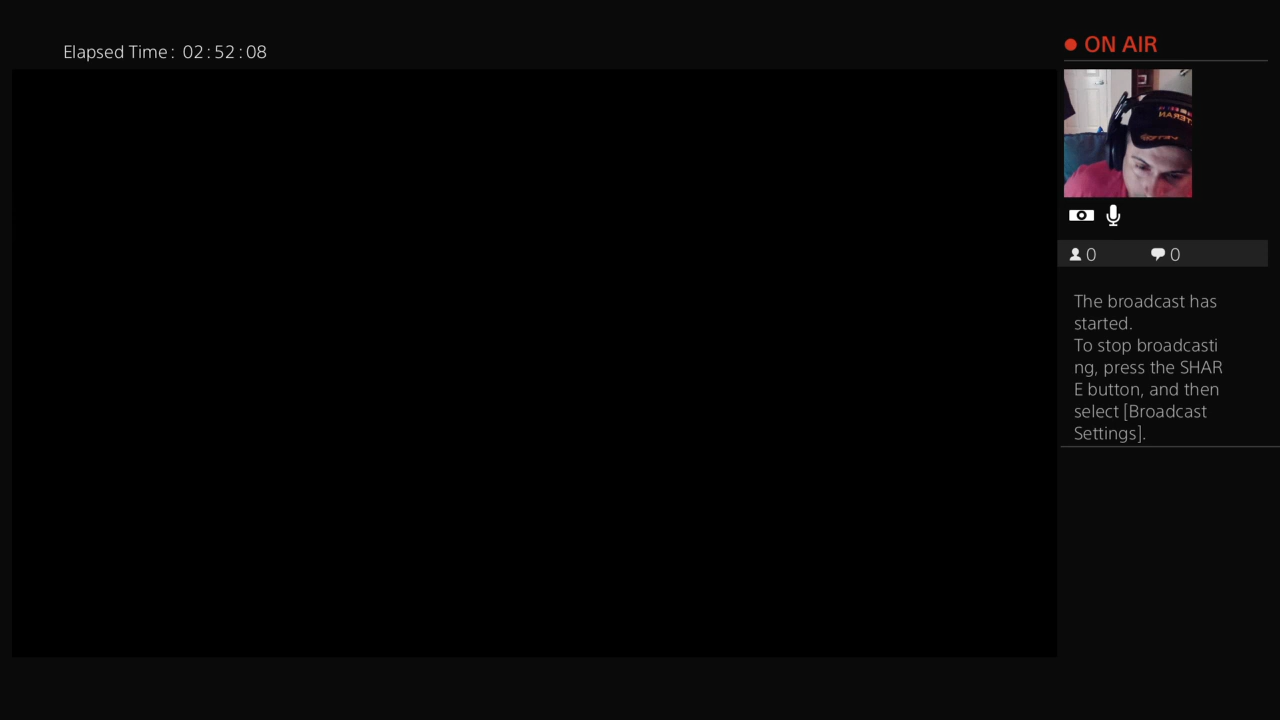 Elapsed Time: 02:52:08
ON AIR
0 0
The broadcast has
started.
To stop broadcasti
ng, press the SHAR
E button, and then
select [Broadcast
Settings].